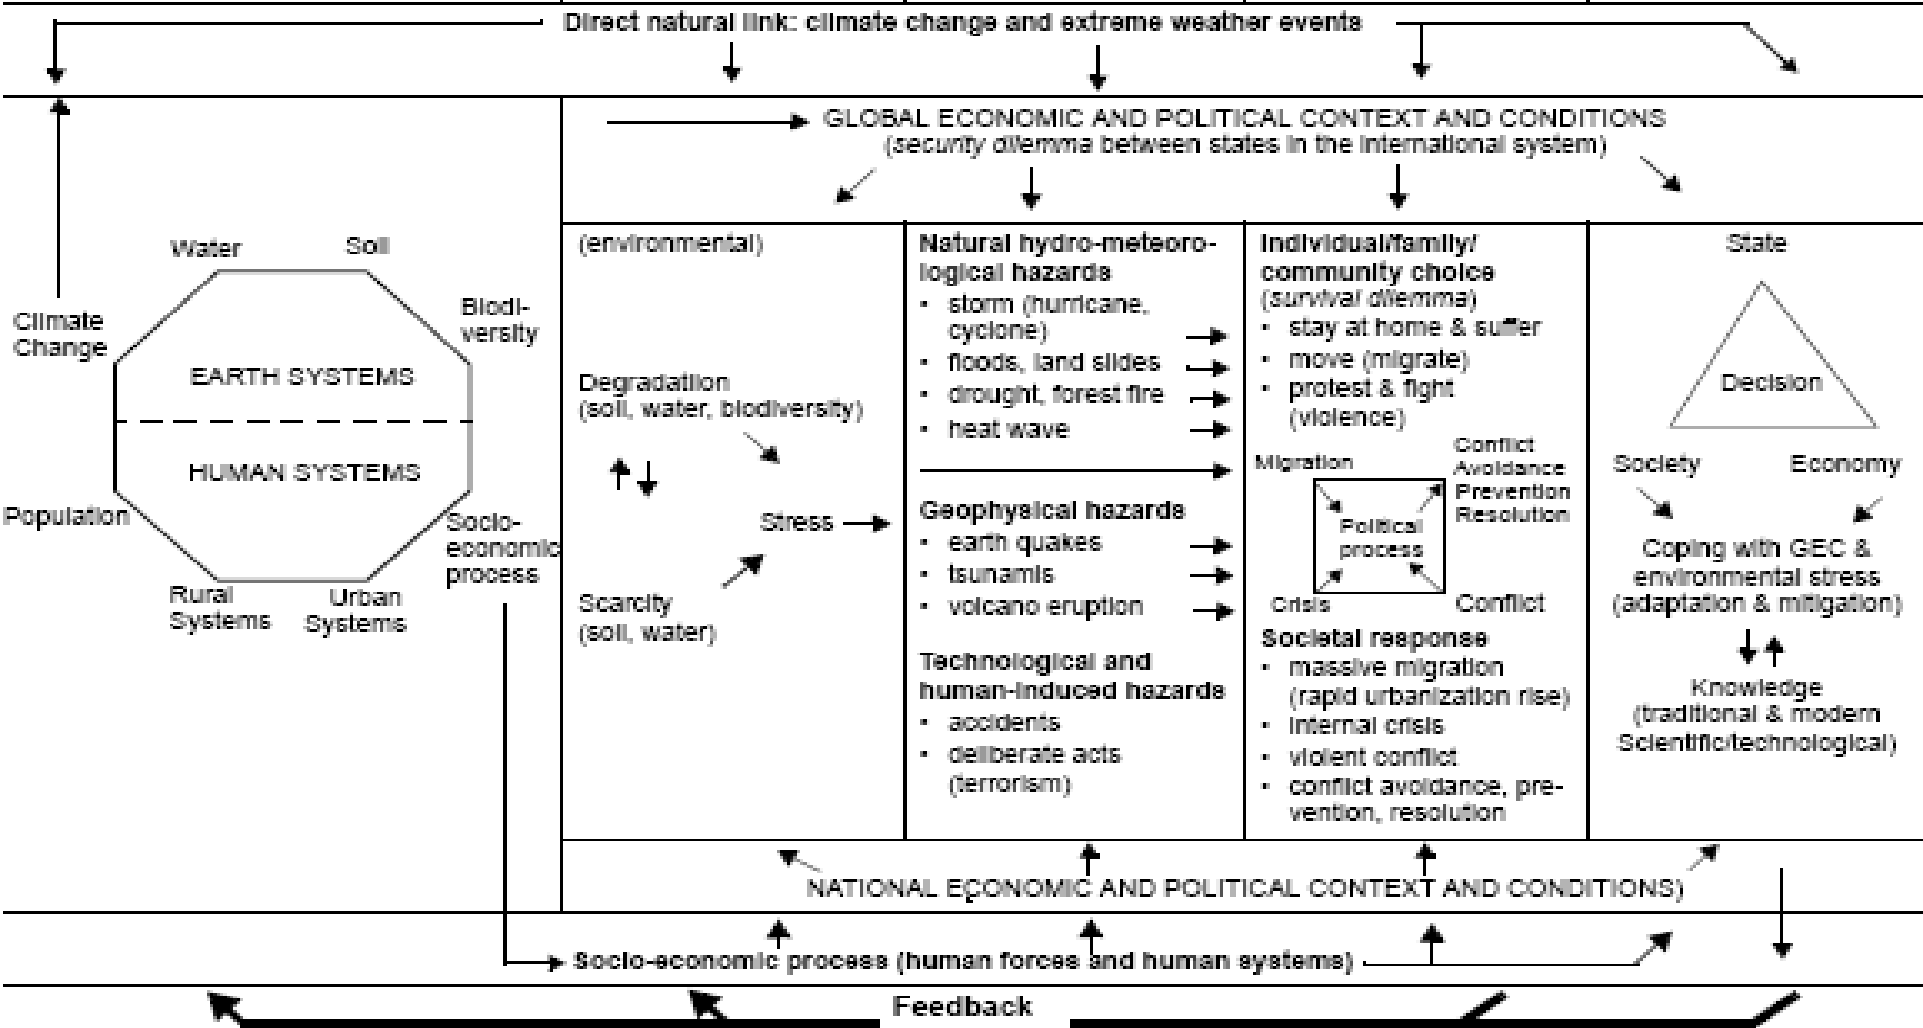 Direct natural link: climate change and extreme weather events
GLOBAL ECONOMIC AND POLITICAL CONTEXT AND CONDITIONS
(security dilemma between states in the international system)
Water
Soil
Climate
Change
Biodi-
versity
EARTH SYSTEMS
HUMAN SYSTEMS
Population
Socio-
economic
process
Rural
Systems
Urban
Systems
(environmental)
Degradatiion
(soil, water, biodiversity)
Stress
Scarcity
(soil, water)
Natural hydro-meteoro-
logical hazards
• storm (hurricane,
cyclone)
• floods, land slides
• drought, forest fire
• heat wave
Geophysical hazards
• earth quakes
• tsunamis
• volcano eruption
Technological and
human-induced hazards
• accidents
• deliberate acts
(terrorism)
Individual/family/
community choice
(survival dilemma)
• stay at home & suffer
• move (migrate)
• protest & fight
(violence)
Migration
Conflict
Avoidance
Prevention
Resolution
Political
process
Crisis
Conflict
Societal response
• massive migration
(rapid urbanization rise)
• internal crisis
• violent conflict
• conflict avoidance, pre-
vention, resolution
State
Decision
Society
Economy
Coping with GEC &
environmental stress
(adaptation & mitigation)
Knowledge
(traditional & modern
Scientific/technological)
NATIONAL ECONOMIC AND POLITICAL CONTEXT AND CONDITIONS)
Socio-economic process (human forces and human systems)
Feedback